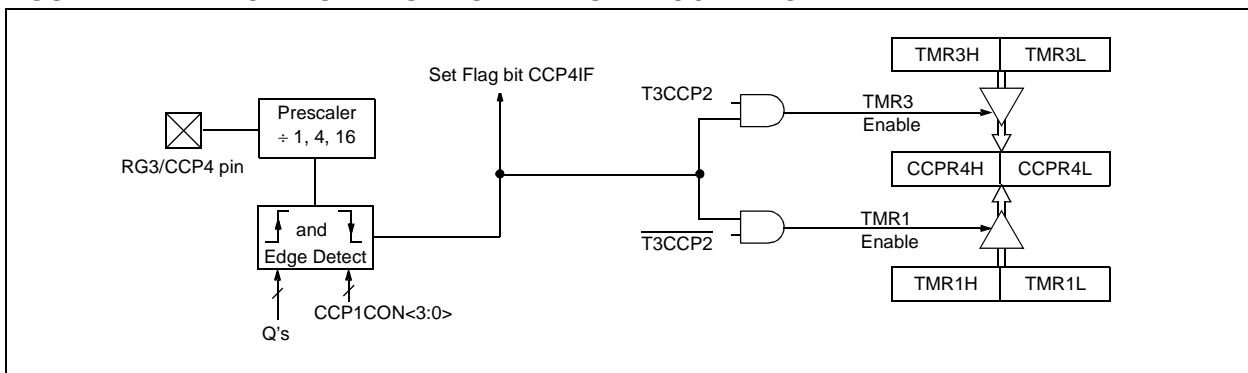 TMR3H TMR3L
Set Flag bit CCP4IF
T3CCP2
TMR3
Enable
Prescaler
÷ 1, 4, 16
RG3/CCP4 pin
CCPR4H CCPR4L
and
Edge Detect
TMR1
Enable
T3CCP2
TMR1H TMR1L
CCP1CON<3:0>
Q's